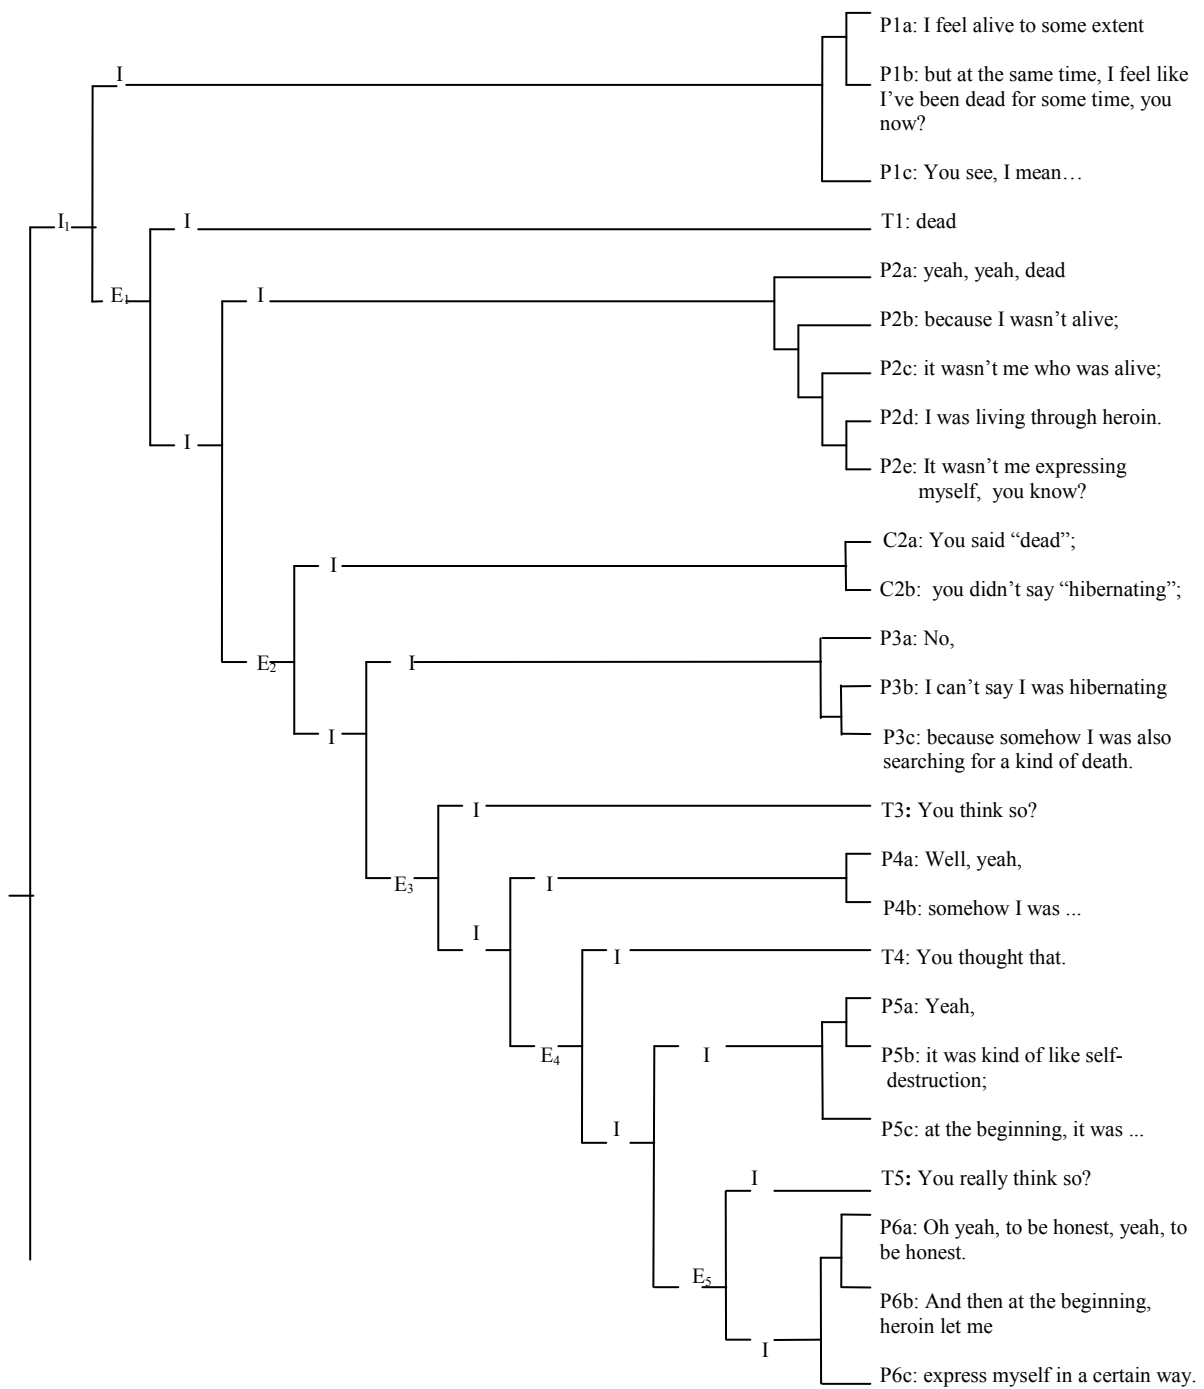 P1a: I feel alive to some extent
I
P1b: but at the same time, I feel like
I’ve been dead for some time, you
now?
P1c: You see, I mean…
I1
I
T1: dead
P2a: yeah, yeah, dead
E1
I
P2b: because I wasn’t alive;
P2c: it wasn’t me who was alive;
P2d: I was living through heroin.
I
P2e: It wasn’t me expressing
myself, you know?
C2a: You said “dead”;
I
C2b: you didn’t say “hibernating”;
P3a: No,
E2
I
P3b: I can’t say I was hibernating
I
P3c: because somehow I was also
searching for a kind of death.
I
T3: You think so?
P4a: Well, yeah,
E3
I
P4b: somehow I was ...
I
I
T4: You thought that.
P5a: Yeah,
E4
I
P5b: it was kind of like self-
destruction;
I
P5c: at the beginning, it was ...
I
T5: You really think so?
P6a: Oh yeah, to be honest, yeah, to
be honest.
E5
P6b: And then at the beginning,
heroin let me
I
P6c: express myself in a certain way.